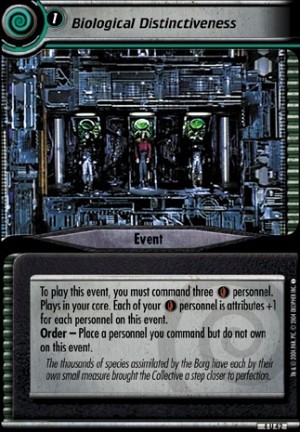 1 Biological Distinctiveness
Event
To play this event, you must command three personnel.
Plays in your core. Each of your personnel is attributes +1
for each personnel on this event.
Order – Place a personnel you command but do not own
on this event.
The thousands of species assimilated by the Borg have each by their
own small measure brought the Collective a step closer to perfection.
4 U 42